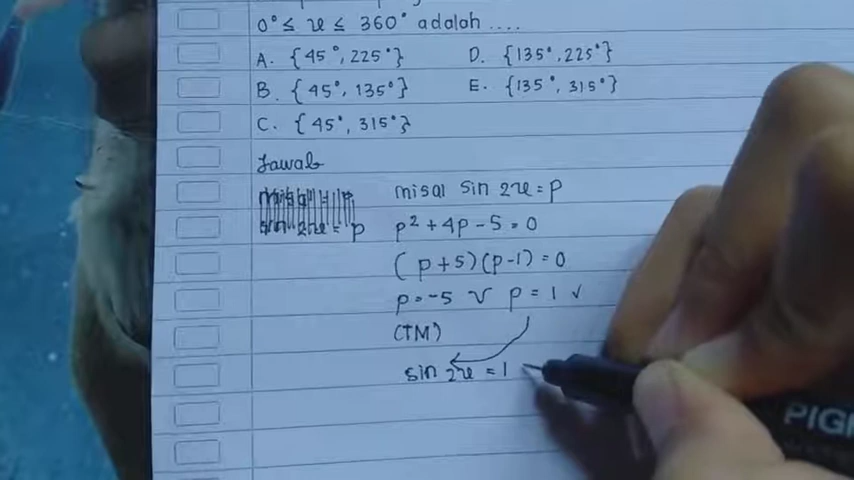 0° ≤ x ≤ 360° adalah ....
A. {45°, 225°} D. {135°, 225°}
B. {45°, 135°} E. {135°, 315°}
C. {45°, 315°}
Jawab
misal sin 2x = p
p² + 4p - 5 = 0
(p+5)(p-1) = 0
p = -5 ∨ p = 1 ✓
(TM)
sin 2x = 1
PIGM